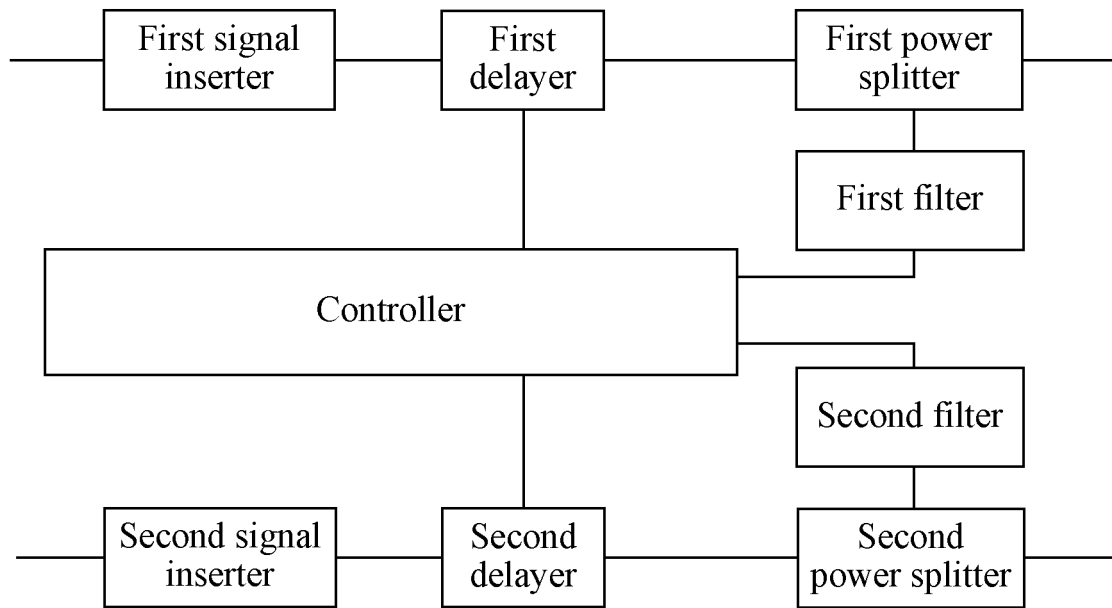 First signal
inserter
First
delayer
First power
splitter
First filter
Controller
Second filter
Second signal
inserter
Second
delayer
Second
power splitter